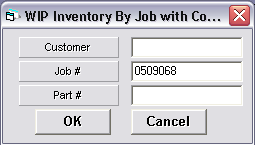 WIP Inventory By Job with Co...
Customer
Job # 0509068
Part #
OK Cancel